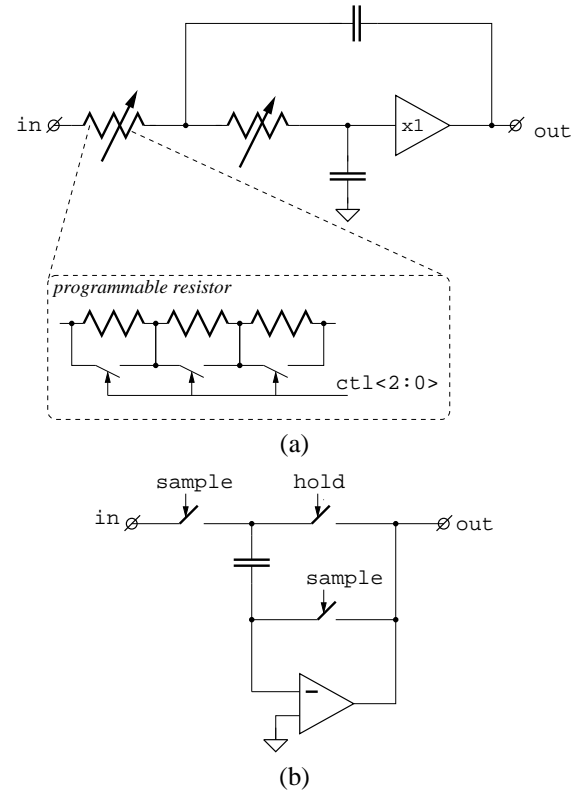 in
x1
out
programmable resistor
ctl<2:0>
(a)
sample
hold
in
out
sample
(b)